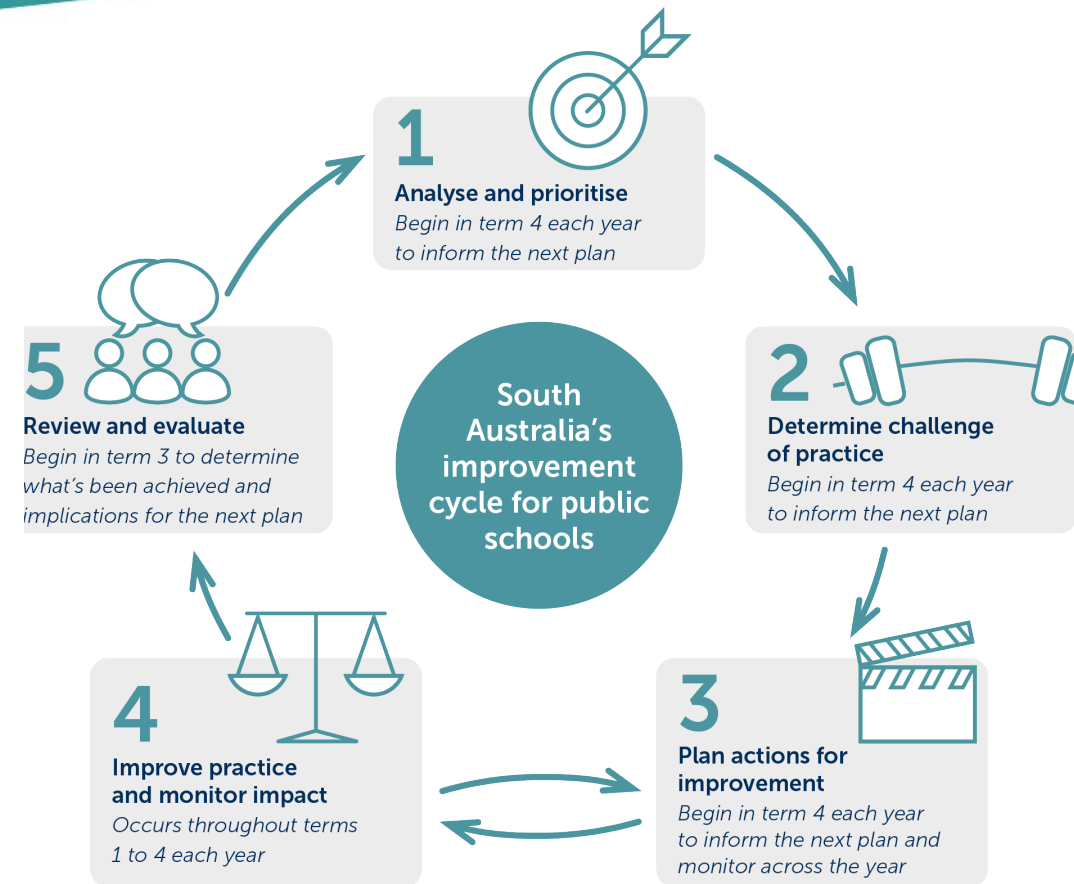 1
Analyse and prioritise
Begin in term 4 each year
to inform the next plan
2
Determine challenge
of practice
Begin in term 4 each year
to inform the next plan
3
Plan actions for
improvement
Begin in term 4 each year
to inform the next plan and
monitor across the year
4
Improve practice
and monitor impact
Occurs throughout terms
1 to 4 each year
5
Review and evaluate
Begin in term 3 to determine
what's been achieved and
implications for the next plan
South
Australia's
improvement
cycle for public
schools